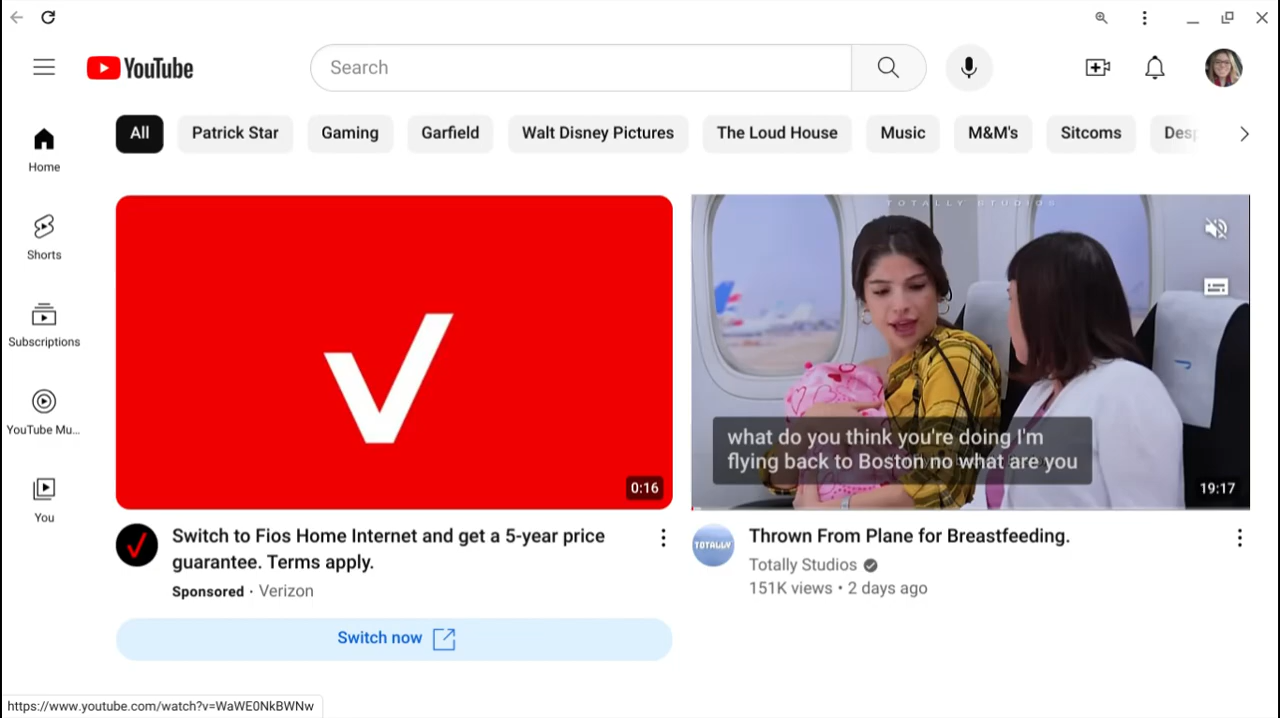 YouTube
Search
All
Patrick Star
Gaming
Garfield
Walt Disney Pictures
The Loud House
Music
M&M's
Sitcoms
Home
Shorts
Subscriptions
YouTube Mu...
You
0:16
Switch to Fios Home Internet and get a 5-year price
guarantee. Terms apply.
Sponsored · Verizon
Switch now
TOTALLY STUDIOS
what do you think you're doing I'm
flying back to Boston no what are you
19:17
TOTALLY
Thrown From Plane for Breastfeeding.
Totally Studios
151K views • 2 days ago
https://www.youtube.com/watch?v=WaWE0NkBWNw